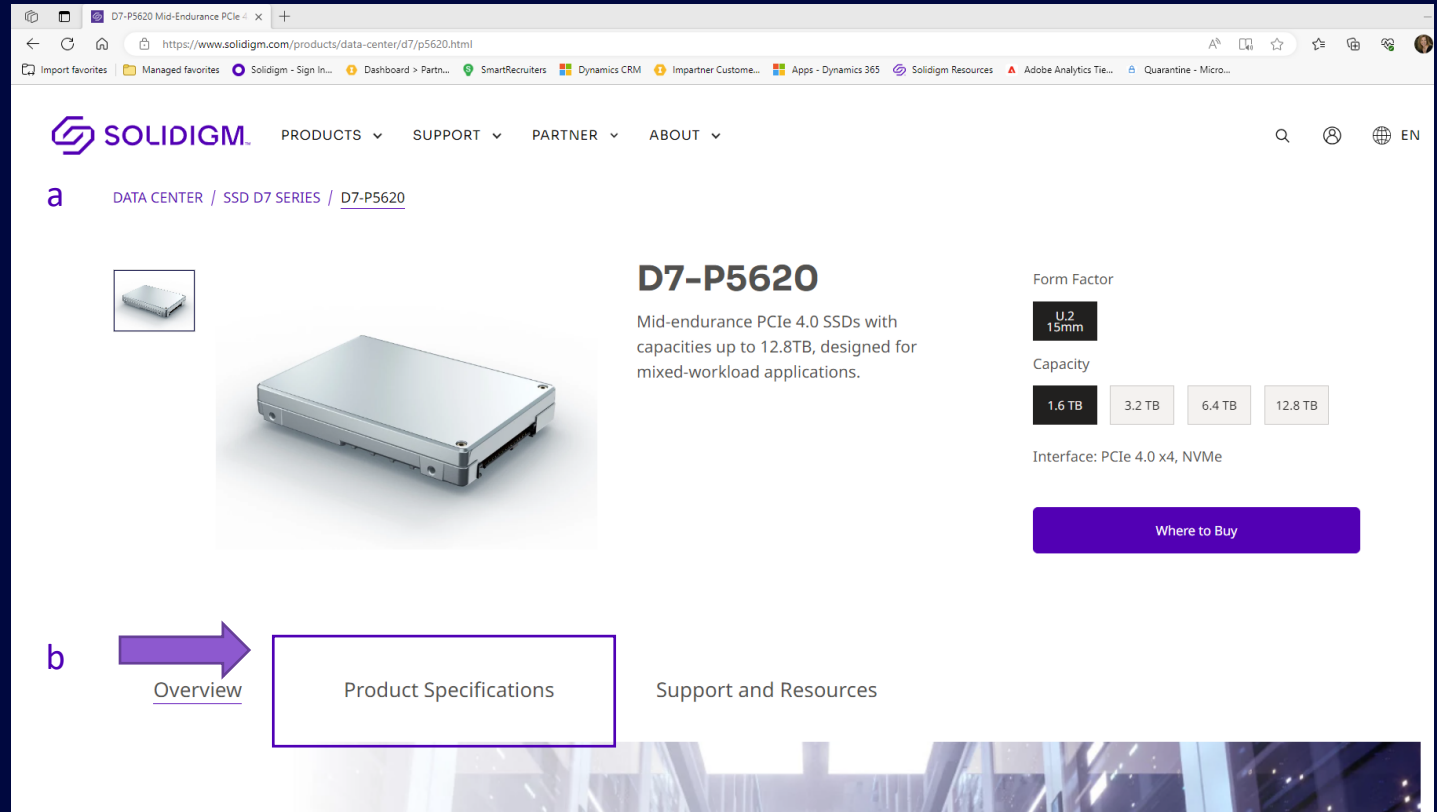 D7-P5620 Mid-Endurance PCIe 4
https://www.solidigm.com/products/data-center/d7/p5620.html
Import favorites Managed favorites Solidigm - Sign In... Dashboard > Partn... SmartRecruiters Dynamics CRM Impartner Custome... Apps - Dynamics 365 Solidigm Resources Adobe Analytics Tie... Quarantine - Micro...
SOLIDIGM™ PRODUCTS SUPPORT PARTNER ABOUT EN
a DATA CENTER / SSD D7 SERIES / D7-P5620
D7-P5620
Mid-endurance PCIe 4.0 SSDs with
capacities up to 12.8TB, designed for
mixed-workload applications.
Form Factor
U.2
15mm
Capacity
1.6 TB 3.2 TB 6.4 TB 12.8 TB
Interface: PCIe 4.0 x4, NVMe
Where to Buy
b
Overview Product Specifications Support and Resources